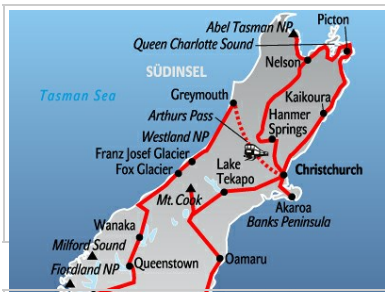 Picton
Abel Tasman NP
Queen Charlotte Sound
Nelson
SÜDINSEL
Tasman Sea
Greymouth
Kaikoura
Arthurs Pass
Hanmer
Springs
Westland NP
Franz Josef Glacier
Fox Glacier
Lake
Tekapo
Christchurch
Mt. Cook
Akaroa
Banks Peninsula
Wanaka
Milford Sound
Fiordland NP
Queenstown
Oamaru